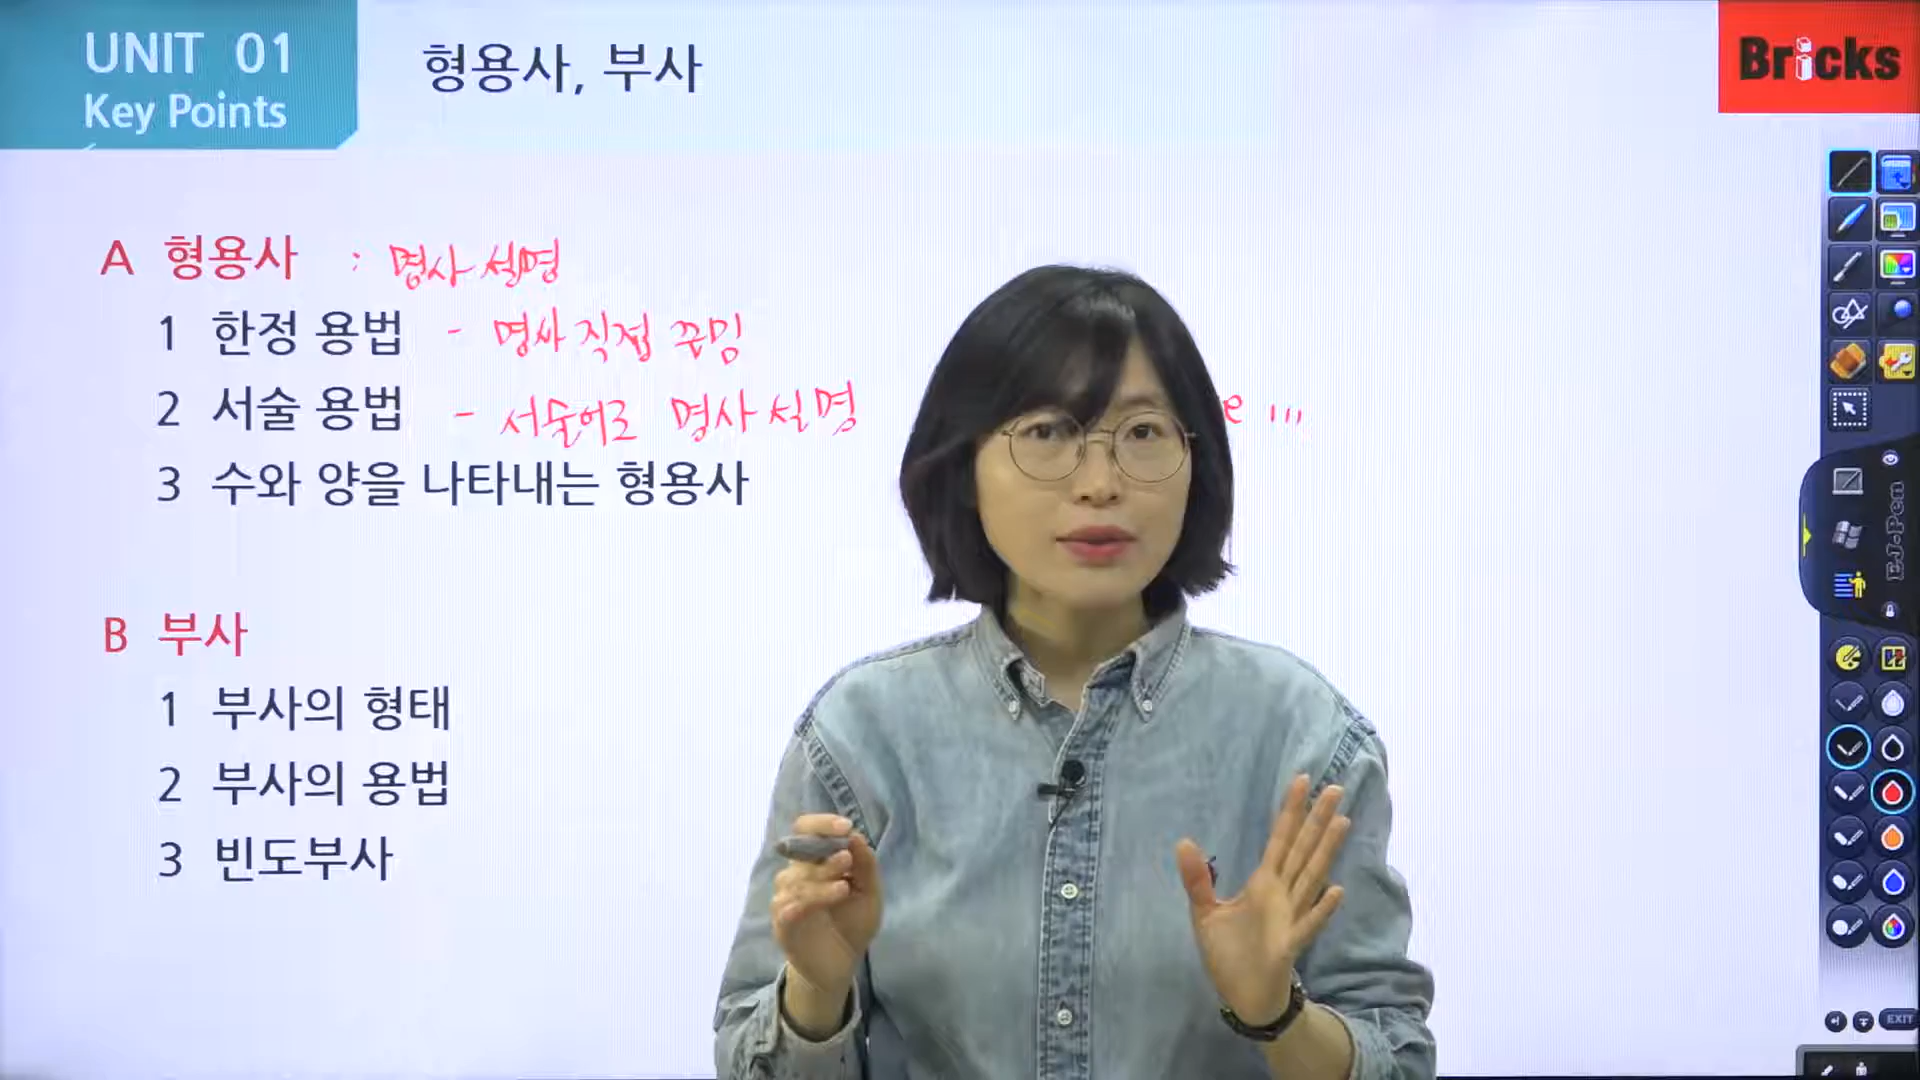 UNIT 01
Key Points
형용사, 부사
Bricks
A 형용사 : 명사 설명
1 한정 용법 - 명사 직접 꾸밈
2 서술 용법 - 서술어로 명사 설명 e ...
3 수와 양을 나타내는 형용사
B 부사
1 부사의 형태
2 부사의 용법
3 빈도부사
EJ-Pen
EXIT